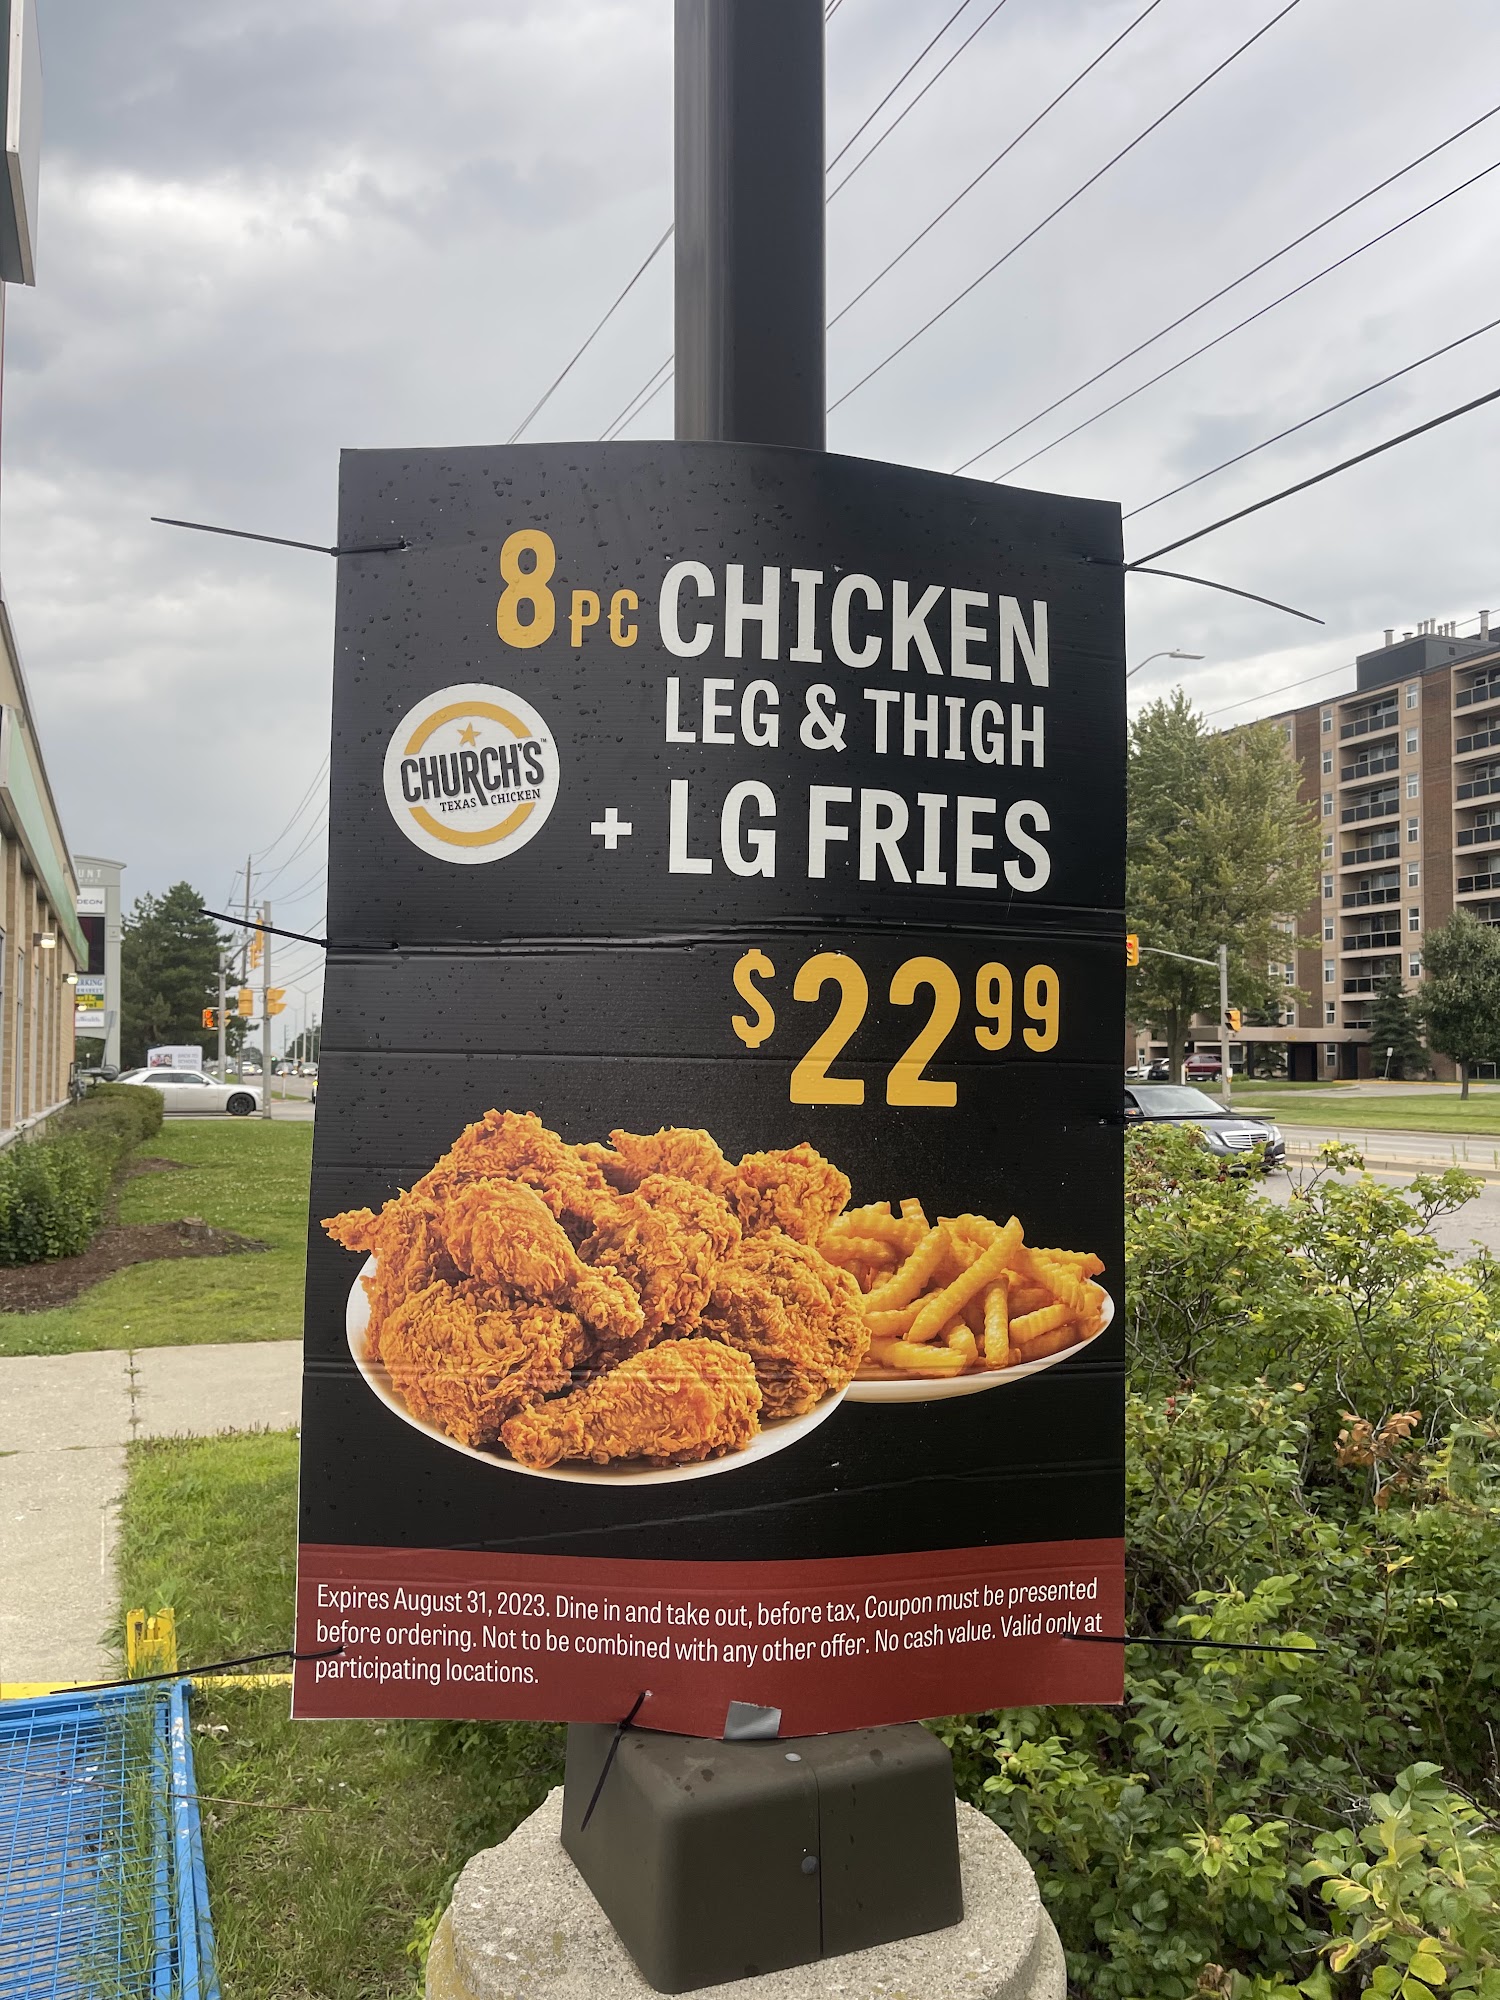 8PC CHICKEN
LEG & THIGH
+ LG FRIES
CHURCH'S™
TEXAS CHICKEN
$22 99
Expires August 31, 2023. Dine in and take out, before tax, Coupon must be presented
before ordering. Not to be combined with any other offer. No cash value. Valid only at
participating locations.